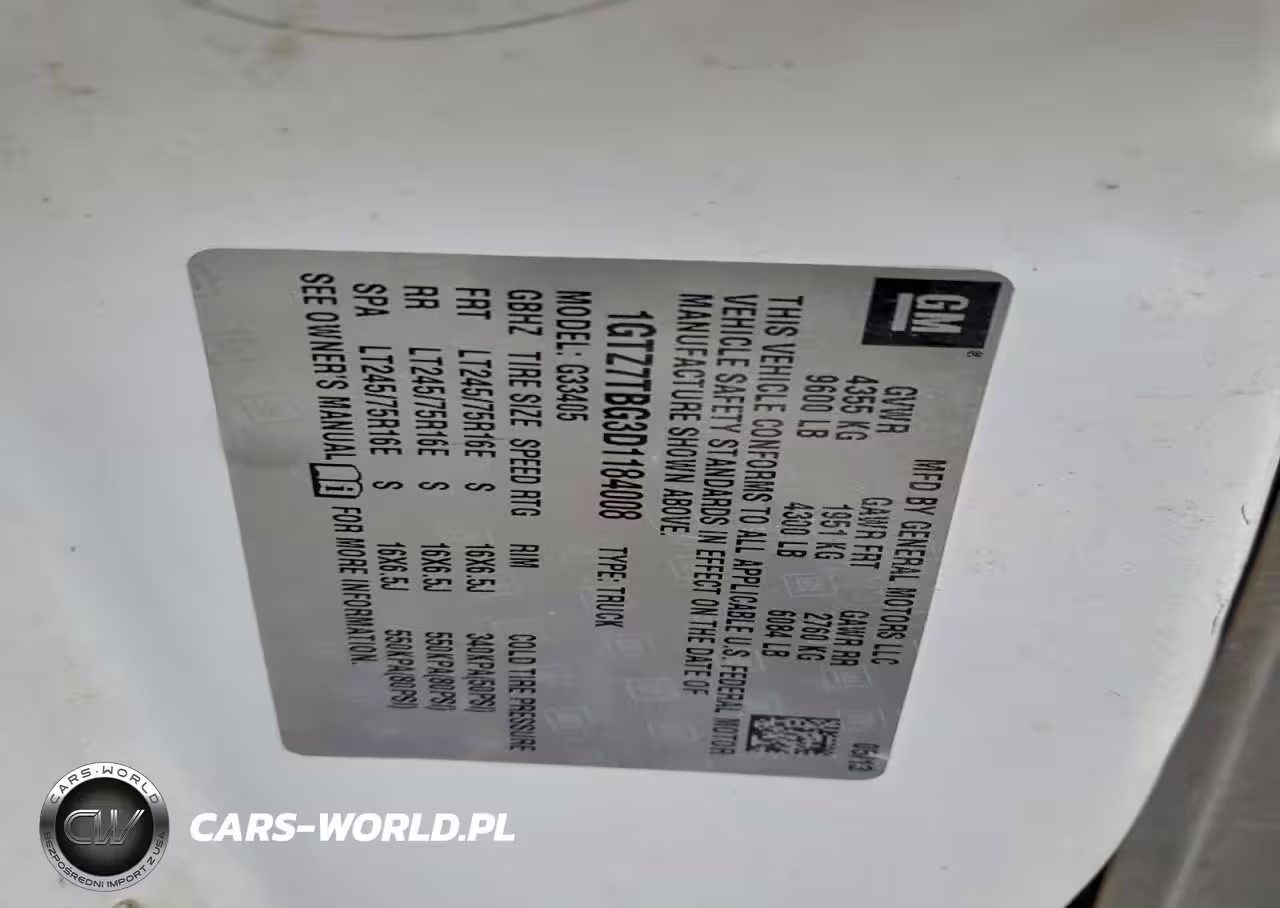 GM
MFD BY GENERAL MOTORS LLC
05/13
GVWR GAWR FRT GAWR RR
4355 KG 1951 KG 2760 KG
9600 LB 4300 LB 6084 LB
THIS VEHICLE CONFORMS TO ALL APPLICABLE U.S. FEDERAL MOTOR
VEHICLE SAFETY STANDARDS IN EFFECT ON THE DATE OF
MANUFACTURE SHOWN ABOVE.
1GTZ7TBG3D1184008 TYPE: TRUCK
MODEL: G33405
GB1Z TIRE SIZE SPEED RTG RIM COLD TIRE PRESSURE
FRT LT245/75R16E S 16X6.5J 340KPA(50PSI)
RR LT245/75R16E S 16X6.5J 550KPA(80PSI)
SPA LT245/75R16E S 16X6.5J 550KPA(80PSI)
SEE OWNER'S MANUAL FOR MORE INFORMATION.
CARS-WORLD
CW
BEZPOŚREDNI IMPORT Z USA
CARS-WORLD.PL